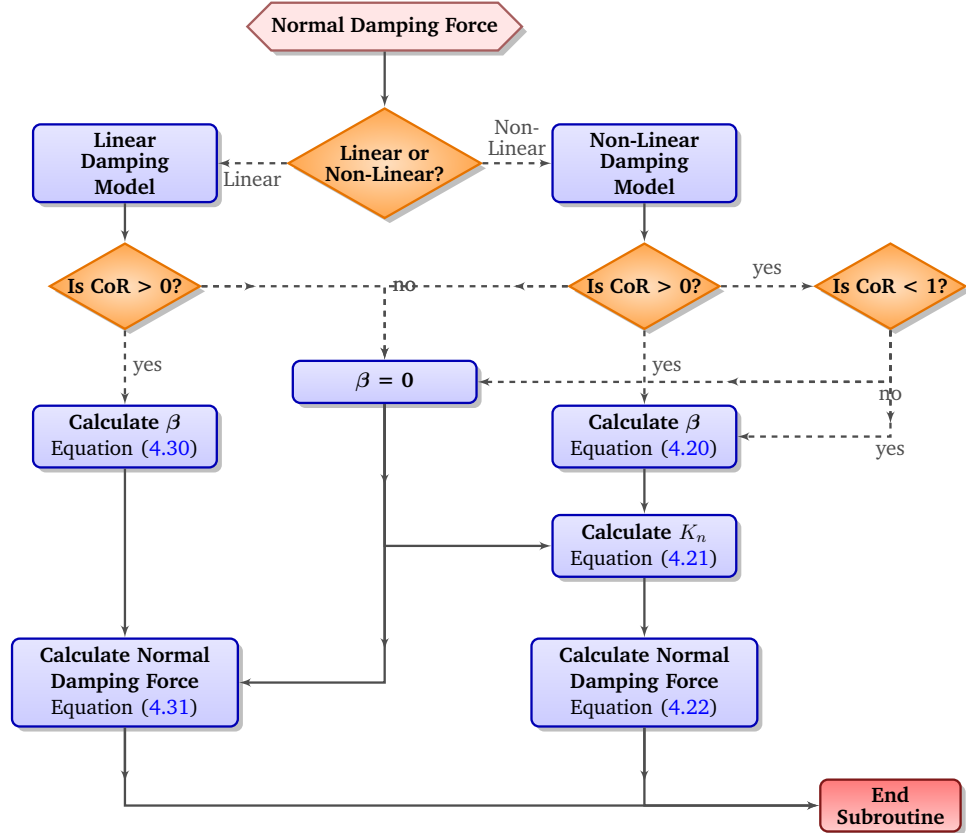 Normal Damping Force
Linear or
Non-Linear?
Linear
Non-
Linear
Linear
Damping
Model
Non-Linear
Damping
Model
Is CoR > 0?
no
Is CoR > 0?
yes
Is CoR < 1?
yes
β = 0
yes
no
Calculate β
Equation (4.30)
Calculate β
Equation (4.20)
yes
Calculate Kn
Equation (4.21)
Calculate Normal
Damping Force
Equation (4.31)
Calculate Normal
Damping Force
Equation (4.22)
End
Subroutine